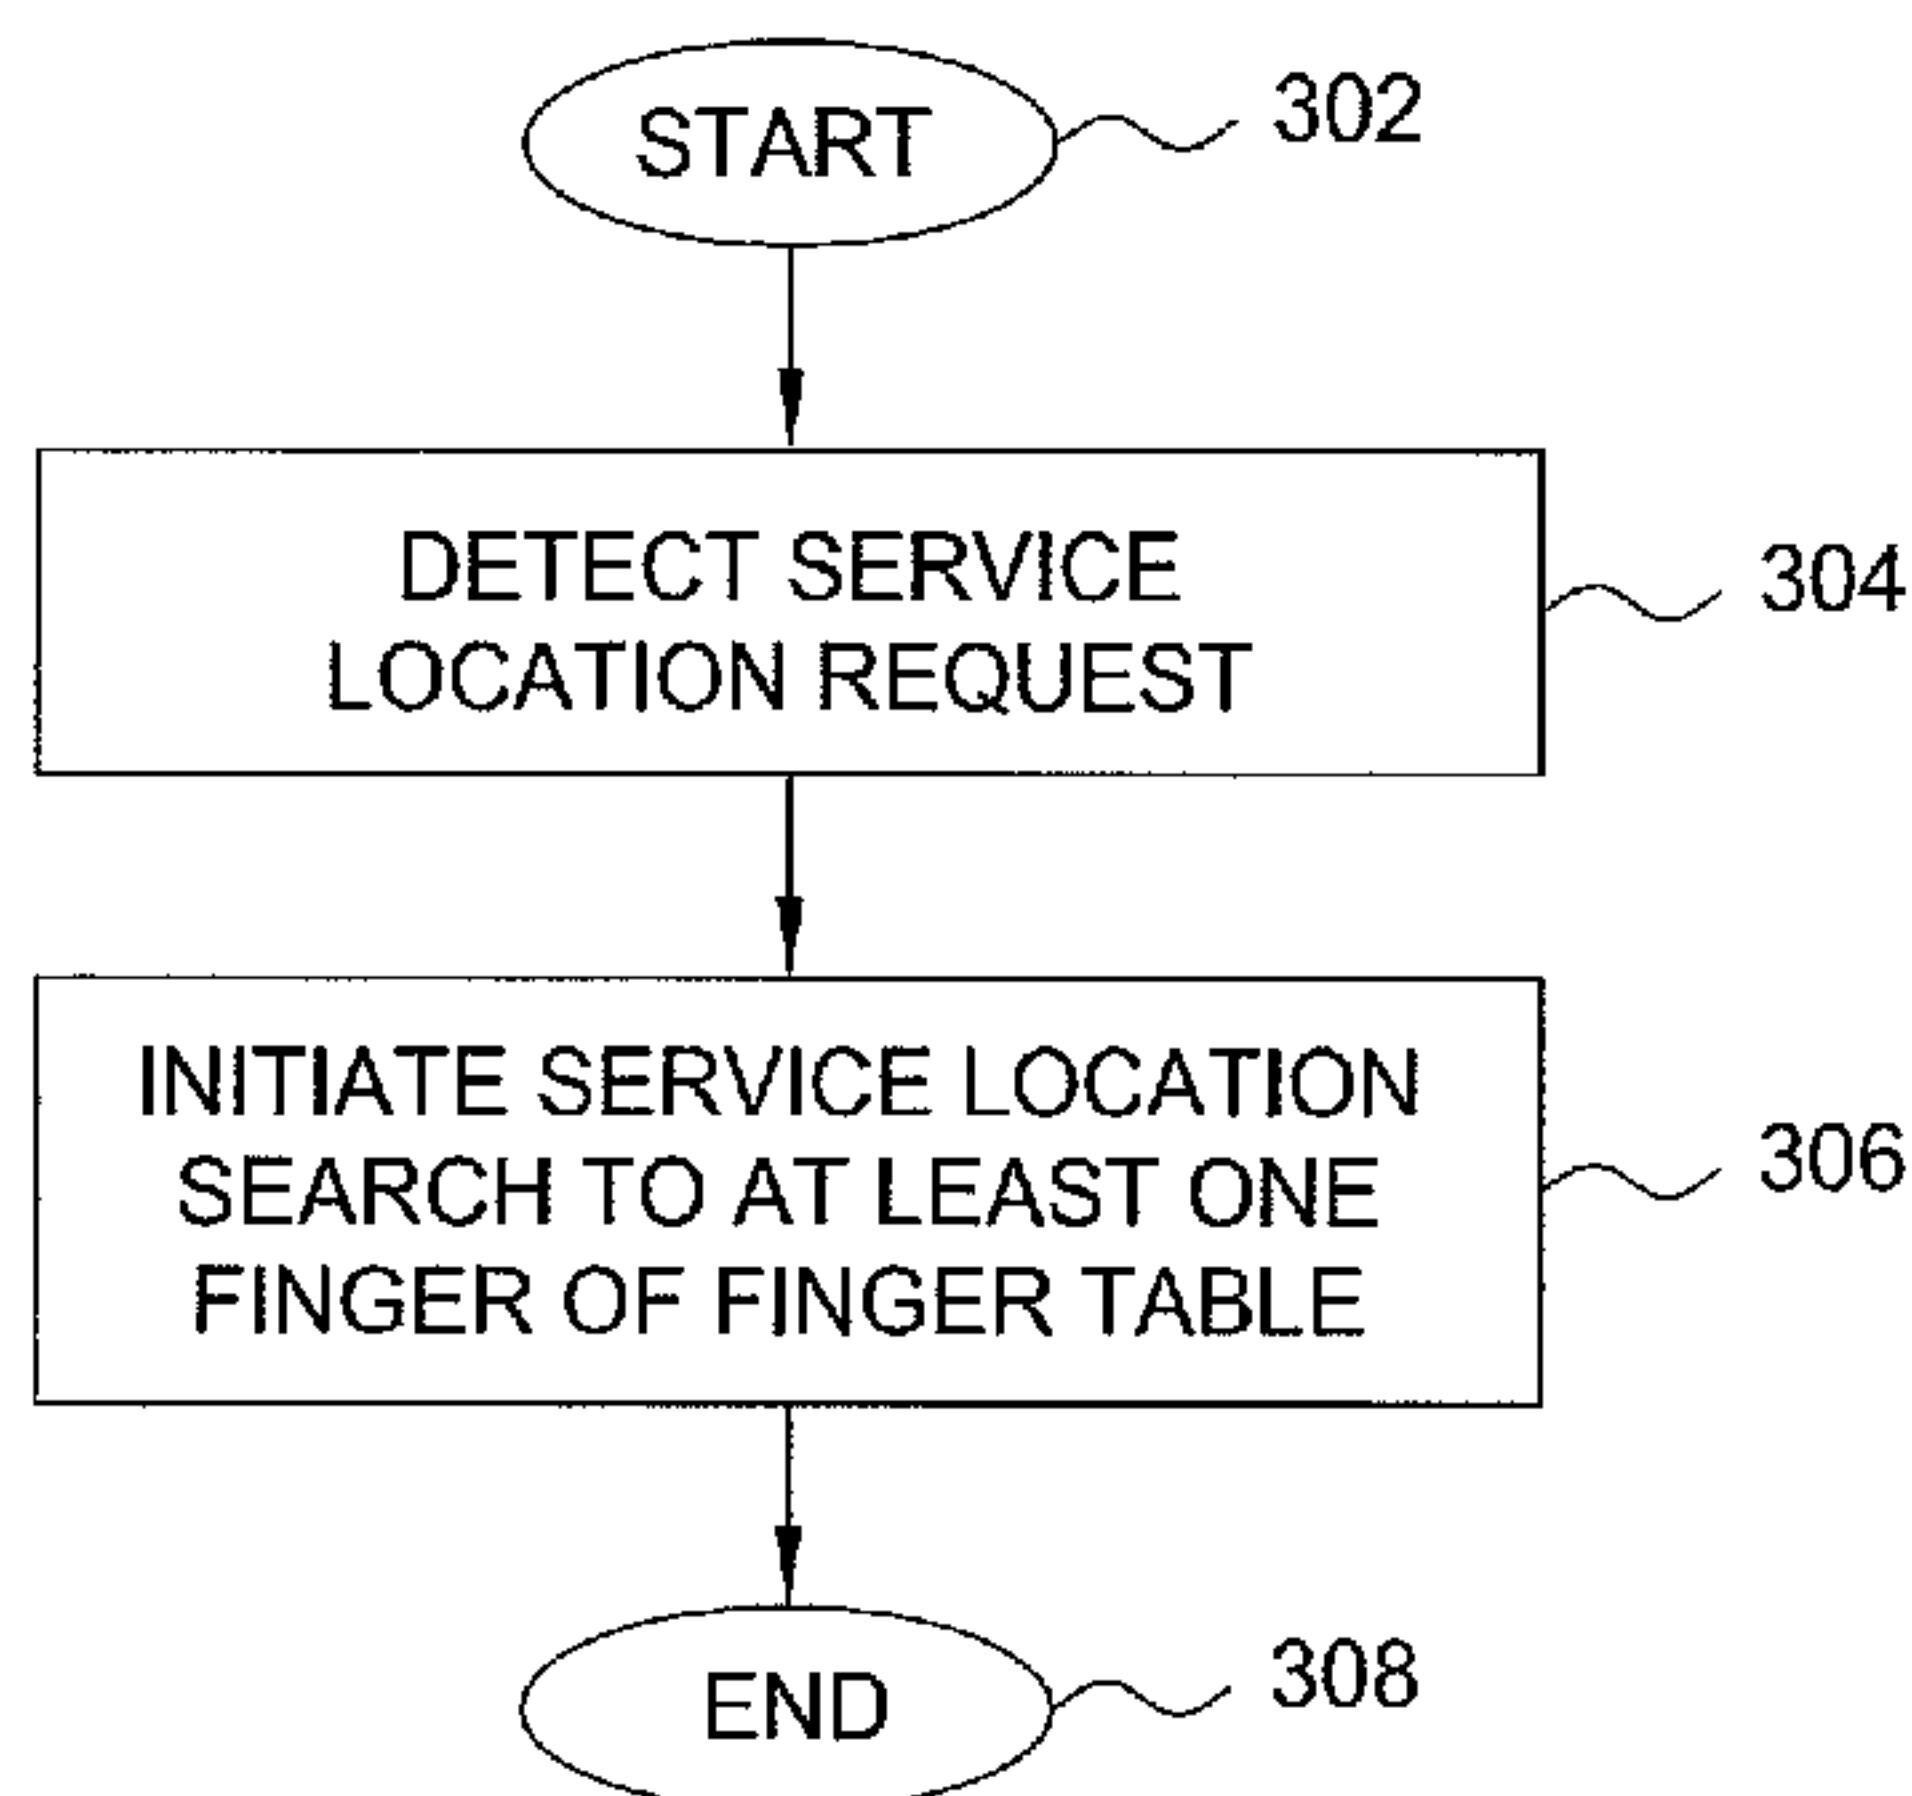 START
302
DETECT SERVICE
LOCATION REQUEST
304
INITIATE SERVICE LOCATION
SEARCH TO AT LEAST ONE
FINGER OF FINGER TABLE
306
END
308